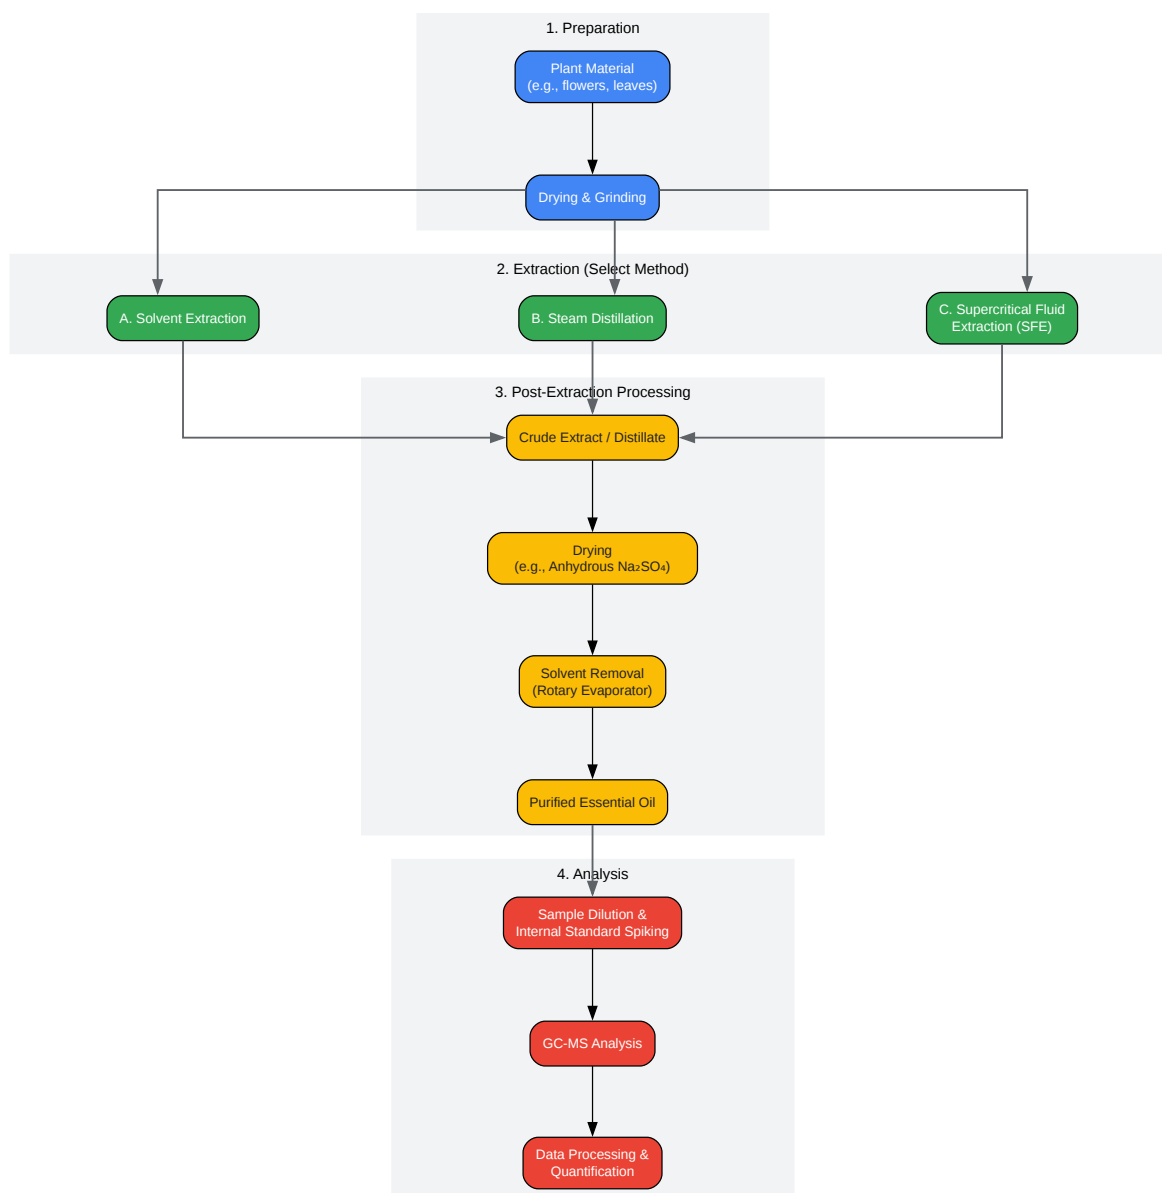 1. Preparation
Plant Material
(e.g., flowers, leaves)
Drying & Grinding
2. Extraction (Select Method)
A. Solvent Extraction
B. Steam Distillation
C. Supercritical Fluid
Extraction (SFE)
3. Post-Extraction Processing
Crude Extract / Distillate
Drying
(e.g., Anhydrous Na₂SO₄)
Solvent Removal
(Rotary Evaporator)
Purified Essential Oil
4. Analysis
Sample Dilution &
Internal Standard Spiking
GC-MS Analysis
Data Processing &
Quantification